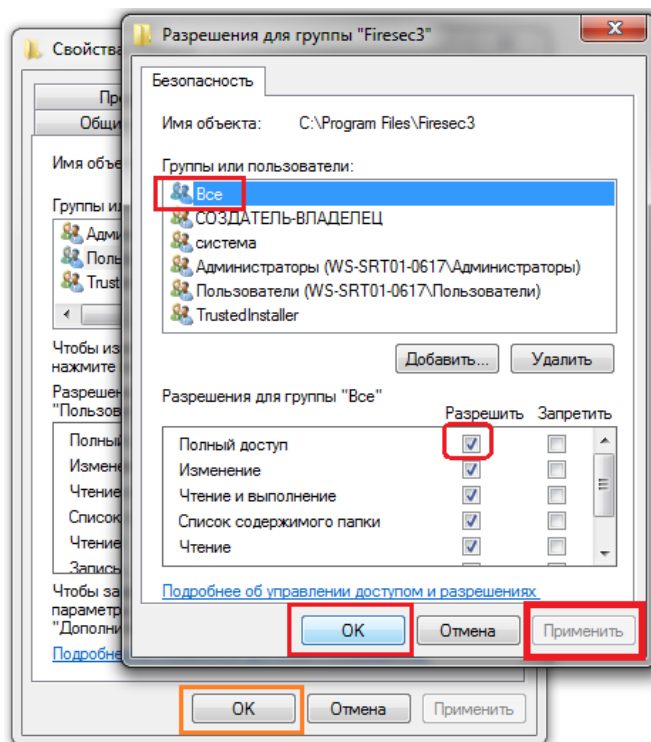 Свойства
Разрешения для группы "Firesec3"
Безопасность
Имя объекта: C:\Program Files\Firesec3
Группы или пользователи:
Все
СОЗДАТЕЛЬ-ВЛАДЕЛЕЦ
система
Администраторы (WS-SRT01-0617\Администраторы)
Пользователи (WS-SRT01-0617\Пользователи)
TrustedInstaller
Добавить... Удалить
Разрешения для группы "Все"
Разрешить Запретить
Полный доступ
Изменение
Чтение и выполнение
Список содержимого папки
Чтение
Подробнее об управлении доступом и разрешениях
OK Отмена Применить
Общи
Имя объе
Группы ил
Адми
Поль
Trust
Чтобы из
нажмите
Разрешен
"Пользов
Полный
Измене
Чтение
Список
Чтение
Запись
Чтобы за
параметр
"Дополни
Подробне
OK Отмена Применить